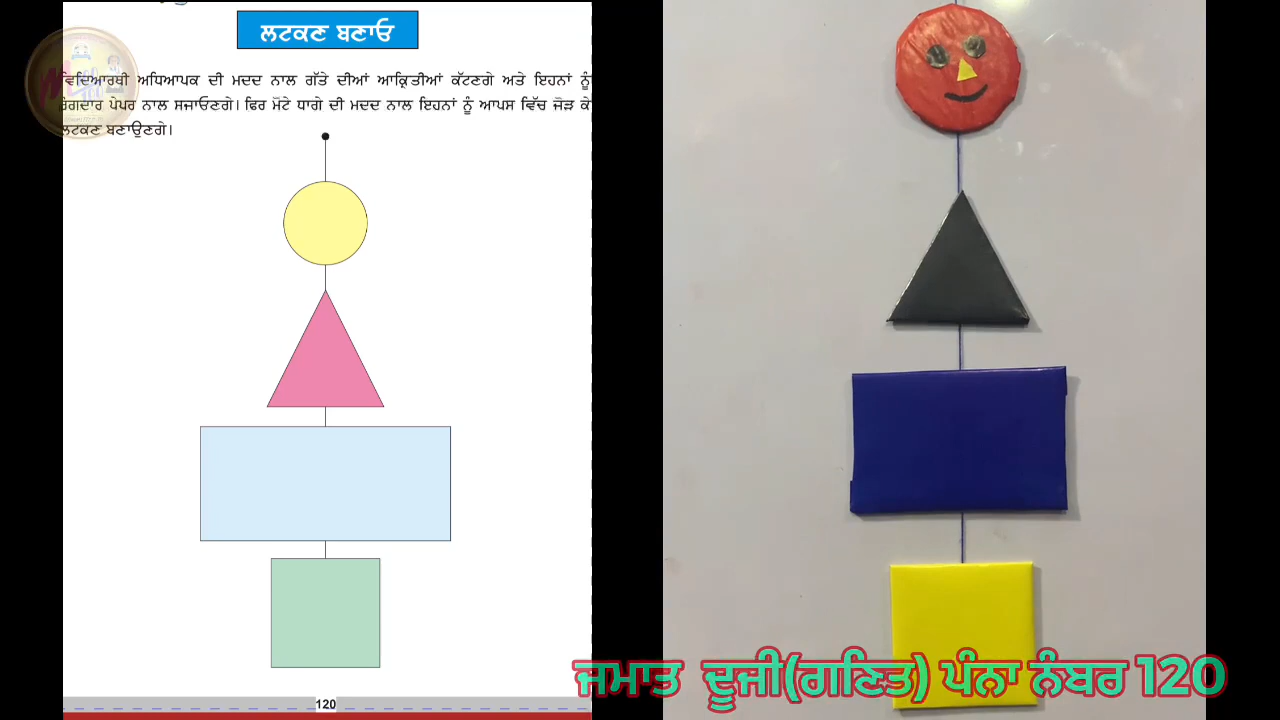 ਲਟਕਣ ਬਣਾਓ
ਵਿਦਿਆਰਥੀ ਅਧਿਆਪਕ ਦੀ ਮਦਦ ਨਾਲ ਗੱਤੇ ਦੀਆਂ ਆਕ੍ਰਿਤੀਆਂ ਕੱਟਣਗੇ ਅਤੇ ਇਹਨਾਂ ਨੂੰ
ਰੰਗਦਾਰ ਪੇਪਰ ਨਾਲ ਸਜਾਓਣਗੇ। ਫਿਰ ਮੋਟੇ ਧਾਗੇ ਦੀ ਮਦਦ ਨਾਲ ਇਹਨਾਂ ਨੂੰ ਆਪਸ ਵਿੱਚ ਜੋੜ ਕੇ
ਲਟਕਣ ਬਣਾਉਣਗੇ।
120
ਜਮਾਤ ਦੂਜੀ(ਗਣਿਤ) ਪੰਨਾ ਨੰਬਰ 120